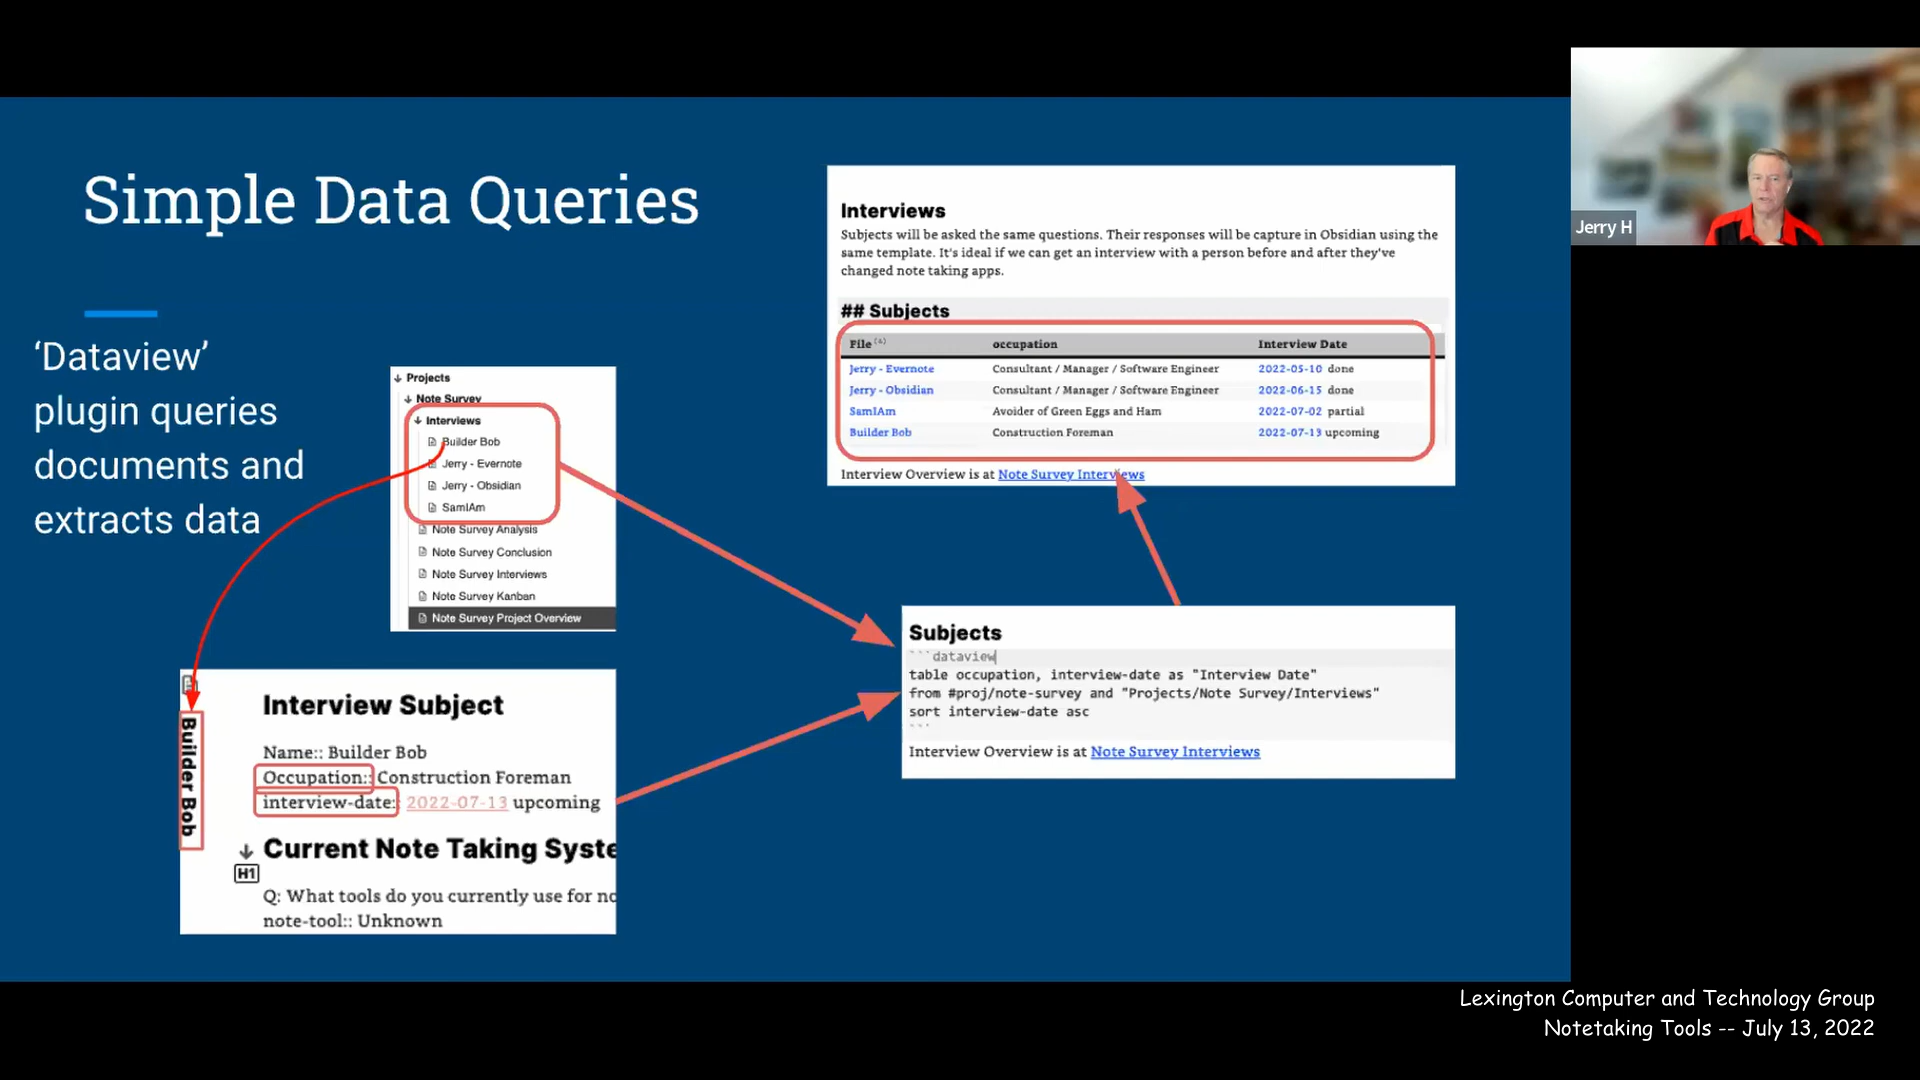 Simple Data Queries
‘Dataview’
plugin queries
documents and
extracts data
Projects
Note Survey
Interviews
Builder Bob
Jerry - Evernote
Jerry - Obsidian
SamIAm
Note Survey Analysis
Note Survey Conclusion
Note Survey Interviews
Note Survey Kanban
Note Survey Project Overview
Builder Bob
Interview Subject
Name:: Builder Bob
Occupation:: Construction Foreman
interview-date:: 2022-07-13 upcoming
H1
Current Note Taking Syste
Q: What tools do you currently use for no
note-tool:: Unknown
Interviews
Subjects will be asked the same questions. Their responses will be capture in Obsidian using the
same template. It's ideal if we can get an interview with a person before and after they've
changed note taking apps.
## Subjects
File (4) occupation Interview Date
Jerry - Evernote Consultant / Manager / Software Engineer 2022-05-10 done
Jerry - Obsidian Consultant / Manager / Software Engineer 2022-06-15 done
SamIAm Avoider of Green Eggs and Ham 2022-07-02 partial
Builder Bob Construction Foreman 2022-07-13 upcoming
Interview Overview is at Note Survey Interviews
Subjects
```dataview
table occupation, interview-date as "Interview Date"
from #proj/note-survey and "Projects/Note Survey/Interviews"
sort interview-date asc
```
Interview Overview is at Note Survey Interviews
Jerry H
Lexington Computer and Technology Group
Notetaking Tools -- July 13, 2022